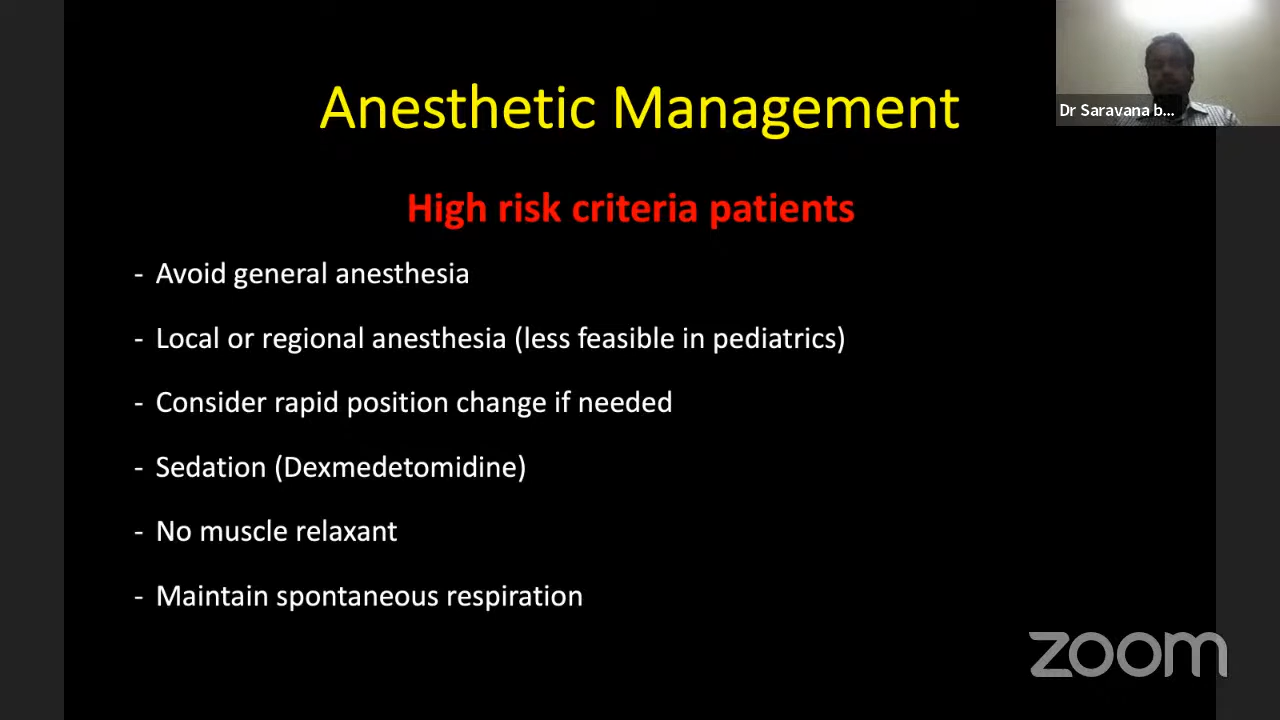 Anesthetic Management
Dr Saravana b...
High risk criteria patients
- Avoid general anesthesia
- Local or regional anesthesia (less feasible in pediatrics)
- Consider rapid position change if needed
- Sedation (Dexmedetomidine)
- No muscle relaxant
- Maintain spontaneous respiration
zoom